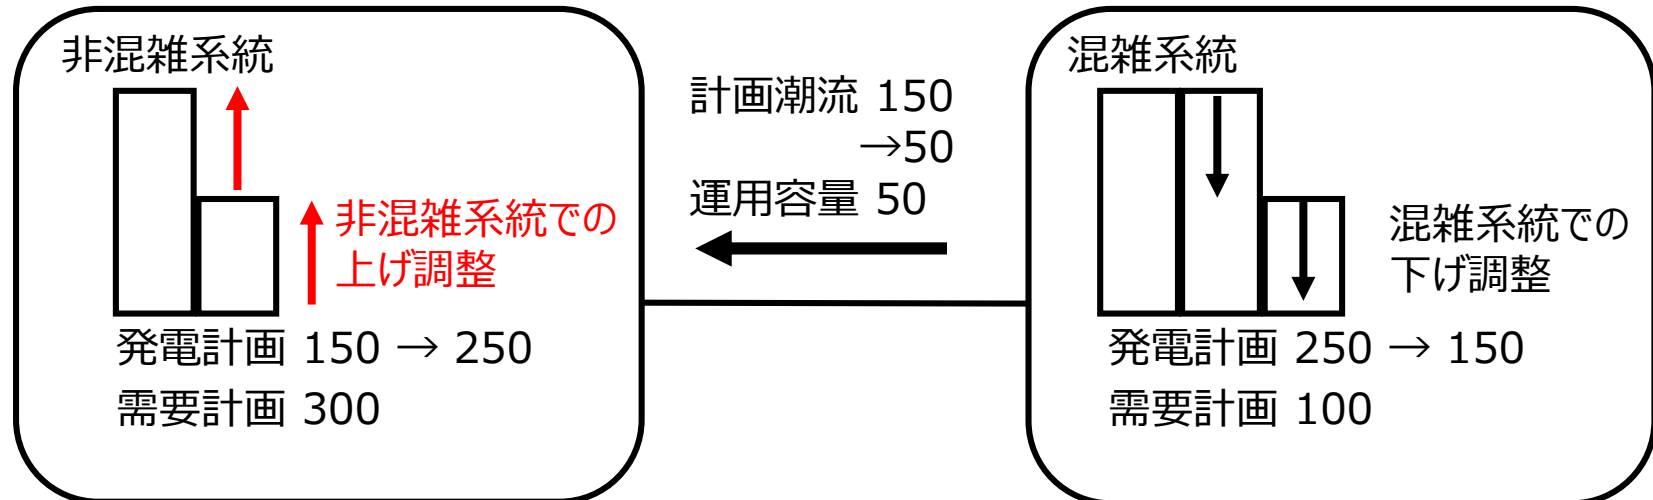 非混雑系統
非混雑系統での
上げ調整
発電計画 150 → 250
需要計画 300
計画潮流 150
→50
運用容量 50
混雑系統
混雑系統での
下げ調整
発電計画 250 → 150
需要計画 100